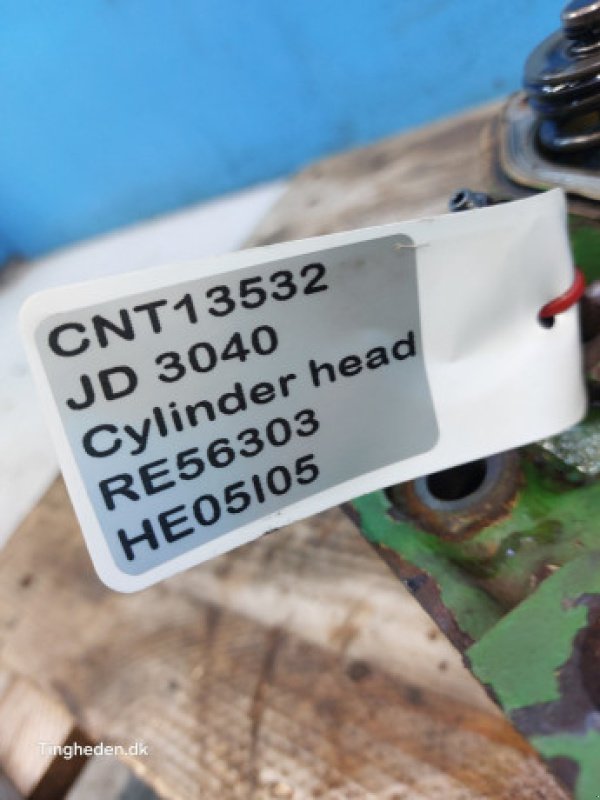 CNT13532
JD 3040
Cylinder head
RE56303
HE05I05
Tingheden.dk